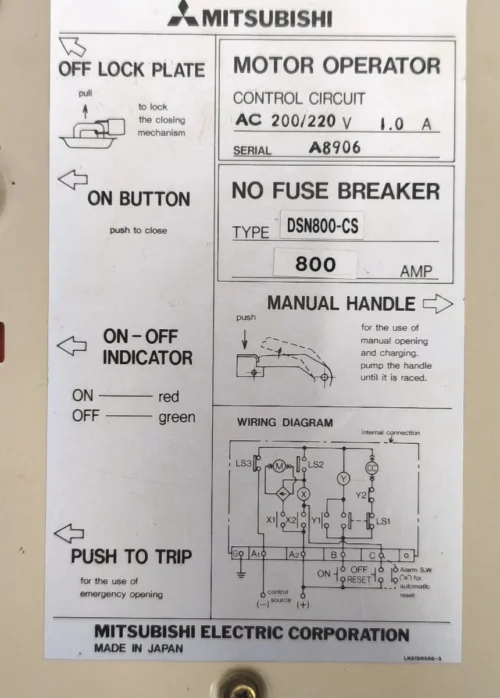 MITSUBISHI
OFF LOCK PLATE
pull
to lock
the closing
mechanism
ON BUTTON
push to close
ON-OFF
INDICATOR
ON —— red
OFF —— green
PUSH TO TRIP
for the use of
emergency opening
MOTOR OPERATOR
CONTROL CIRCUIT
AC 200/220 V 1.0 A
SERIAL A8906
NO FUSE BREAKER
TYPE DSN800-CS
800 AMP
MANUAL HANDLE
push
for the use of
manual opening
and charging.
pump the handle
until it is raced.
WIRING DIAGRAM
internal connection
LS3 M LS2 Y CC
X Y2
X1 X2 Y1 LS1
G A1 A2 B C
ON OFF Alarm S.W
RESET ("a") for
automatic
reset
control
source
(−) (+)
MITSUBISHI ELECTRIC CORPORATION
MADE IN JAPAN